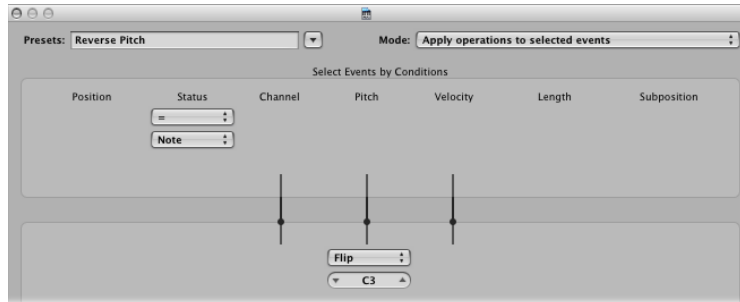 Presets: Reverse Pitch Mode: Apply operations to selected events
Select Events by Conditions
Position Status Channel Pitch Velocity Length Subposition
=
Note
Flip
C3